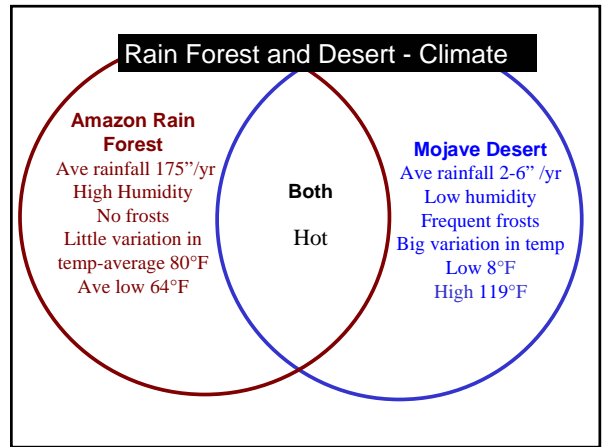 Rain Forest and Desert - Climate
Amazon Rain
Forest
Ave rainfall 175”/yr
High Humidity
No frosts
Little variation in
temp-average 80°F
Ave low 64°F
Both
Hot
Mojave Desert
Ave rainfall 2-6” /yr
Low humidity
Frequent frosts
Big variation in temp
Low 8°F
High 119°F